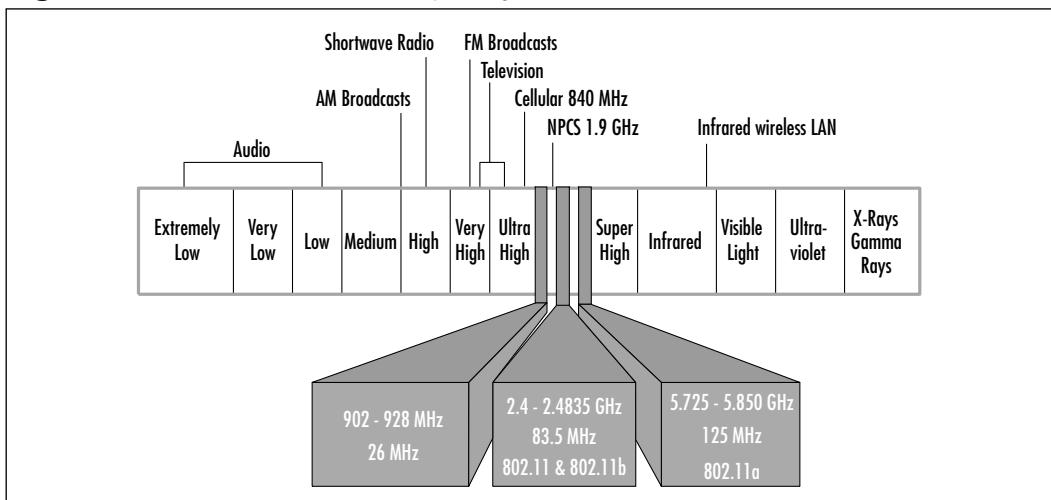 Shortwave Radio
FM Broadcasts
Television
AM Broadcasts
Cellular 840 MHz
NPCS 1.9 GHz
Infrared wireless LAN
Audio
Extremely
Low
Very
Low
Low
Medium
High
Very
High
Ultra
High
Super
High
Infrared
Visible
Light
Ultra-
violet
X-Rays
Gamma
Rays
902 - 928 MHz
26 MHz
2.4 - 2.4835 GHz
83.5 MHz
802.11 & 802.11b
5.725 - 5.850 GHz
125 MHz
802.11a